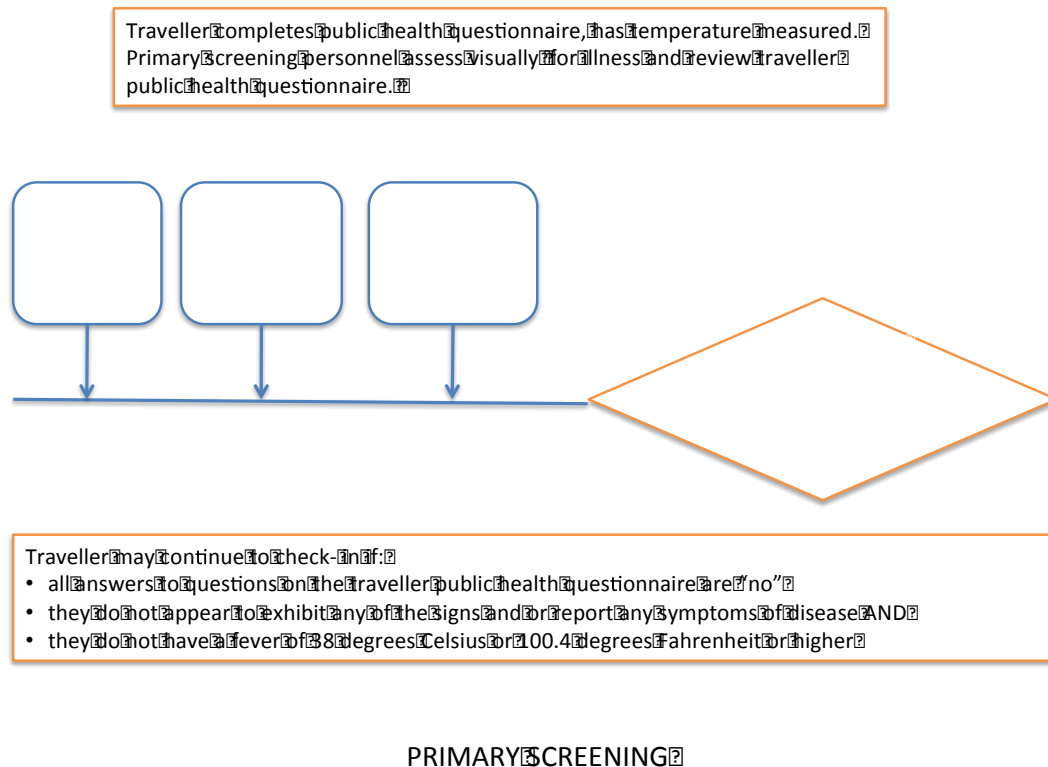 Traveller completes public health questionnaire, has temperature measured.
Primary screening personnel assess visually for illness and review traveller
public health questionnaire.
Traveller may continue to check-in if:
• all answers to questions on the traveller public health questionnaire are “no”
• they do not appear to exhibit any of the signs and or report any symptoms of disease AND
• they do not have a fever of 38 degrees Celsius or 100.4 degrees Fahrenheit or higher
PRIMARY SCREENING